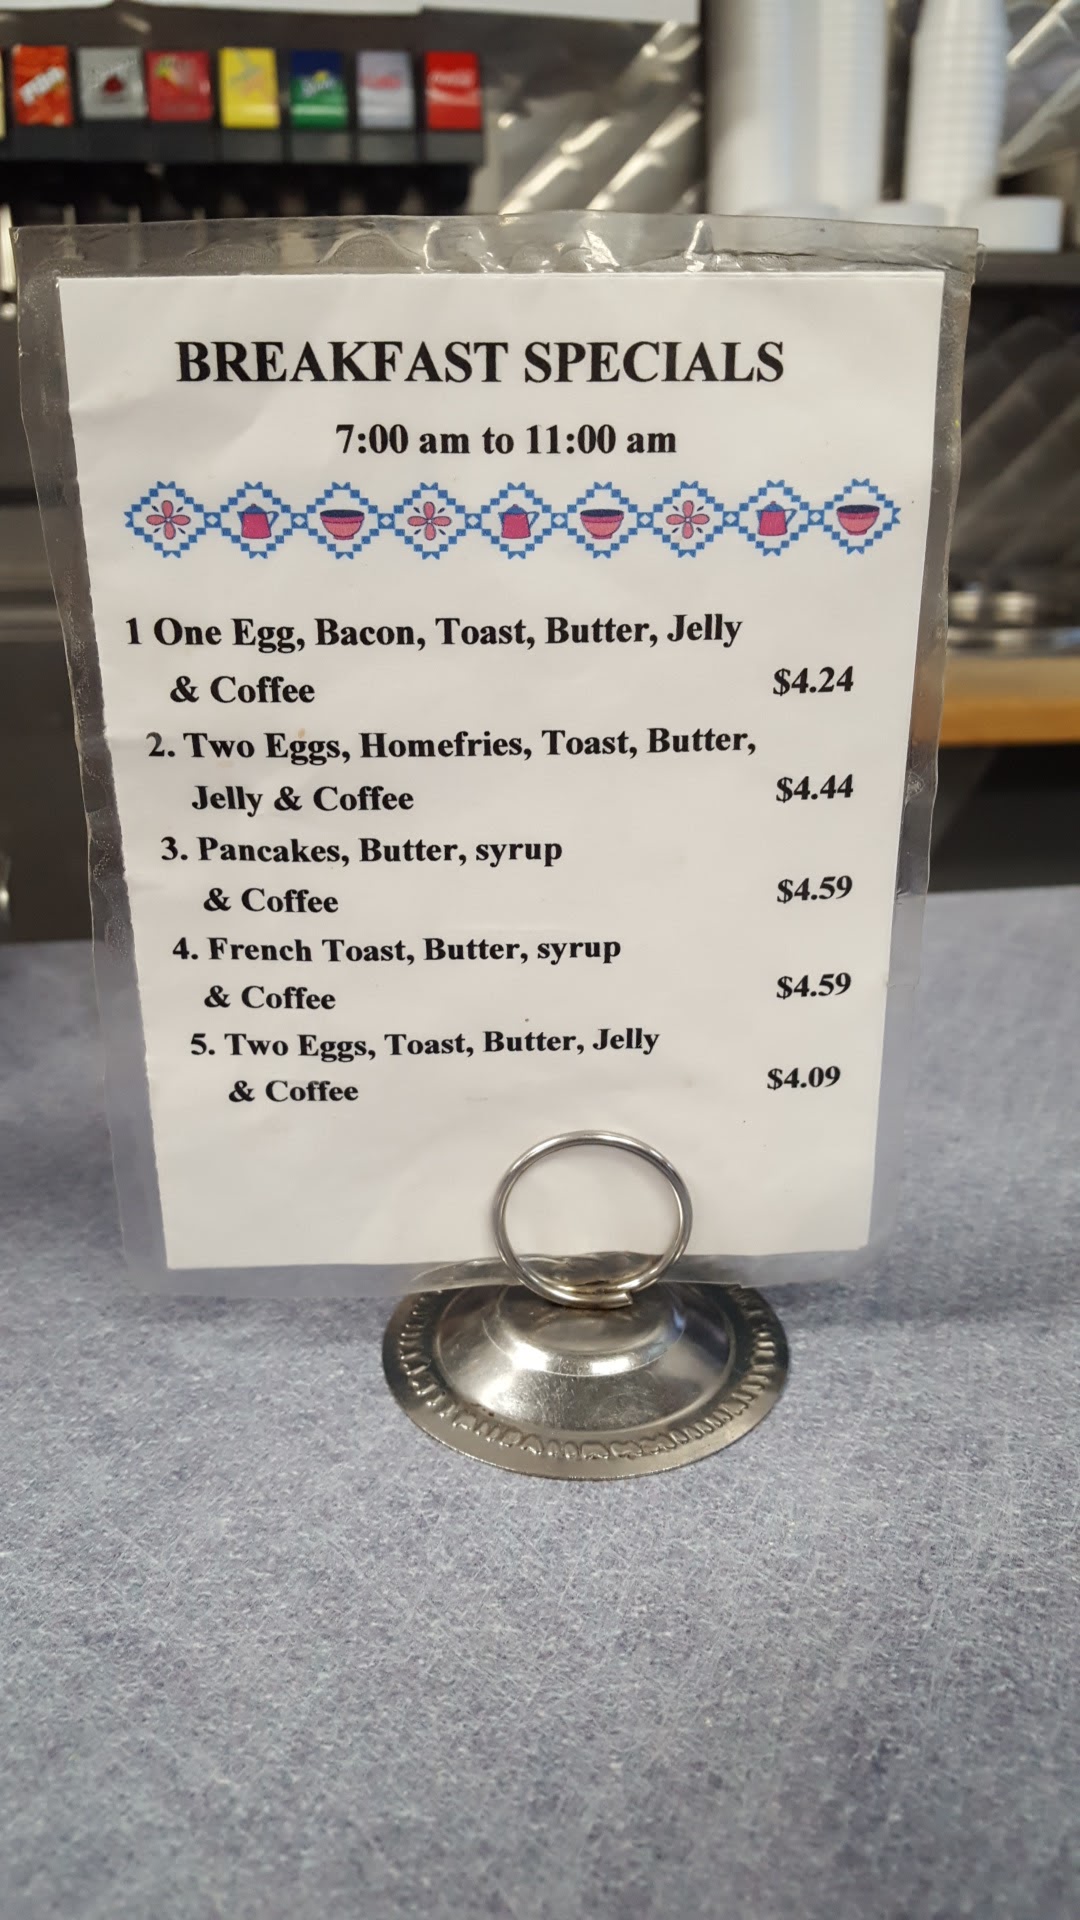 BREAKFAST SPECIALS
7:00 am to 11:00 am
1 One Egg, Bacon, Toast, Butter, Jelly
& Coffee $4.24
2. Two Eggs, Homefries, Toast, Butter,
Jelly & Coffee $4.44
3. Pancakes, Butter, syrup
& Coffee $4.59
4. French Toast, Butter, syrup
& Coffee $4.59
5. Two Eggs, Toast, Butter, Jelly
& Coffee $4.09